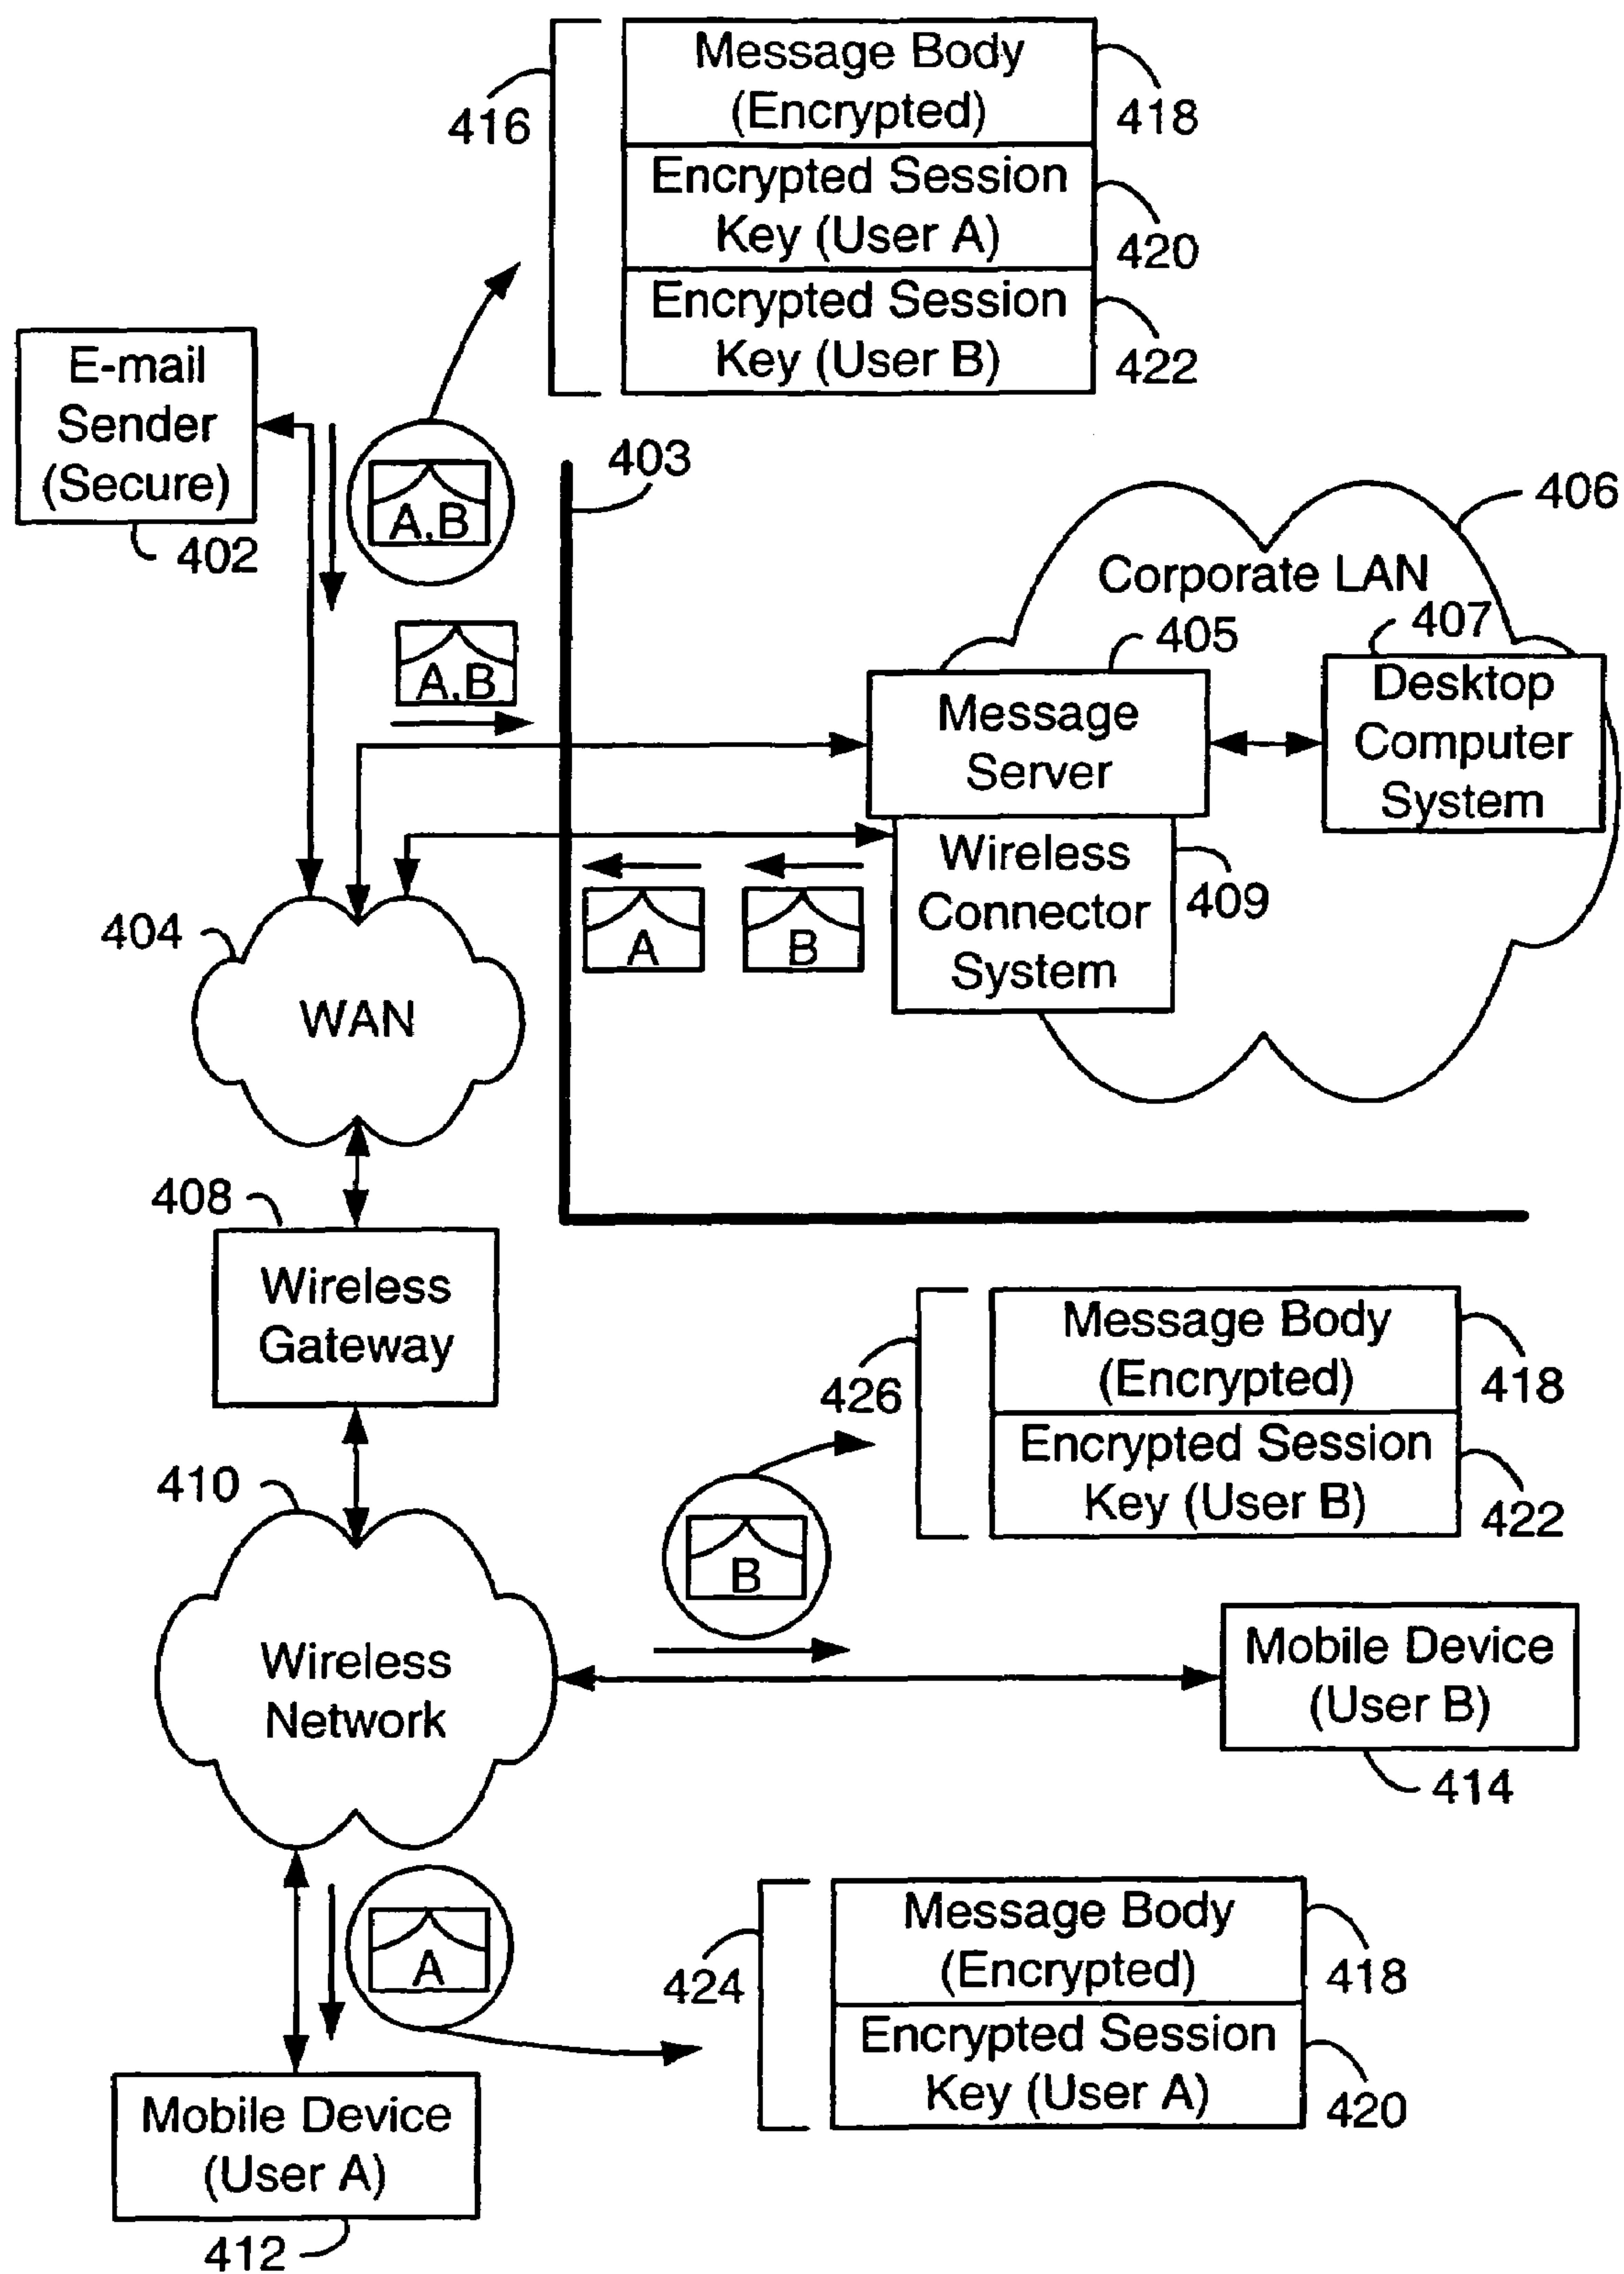 Message Body
(Encrypted)
418
416
Encrypted Session
Key (User A)
420
Encrypted Session
Key (User B)
422
E-mail
Sender
(Secure)
402
A,B
403
406
Corporate LAN
407
405
A,B
Message
Server
Desktop
Computer
System
Wireless
Connector
System
409
A
B
404
WAN
408
Wireless
Gateway
Message Body
(Encrypted)
418
426
Encrypted Session
Key (User B)
422
410
B
Wireless
Network
Mobile Device
(User B)
414
A
Message Body
(Encrypted)
418
424
Encrypted Session
Key (User A)
420
Mobile Device
(User A)
412